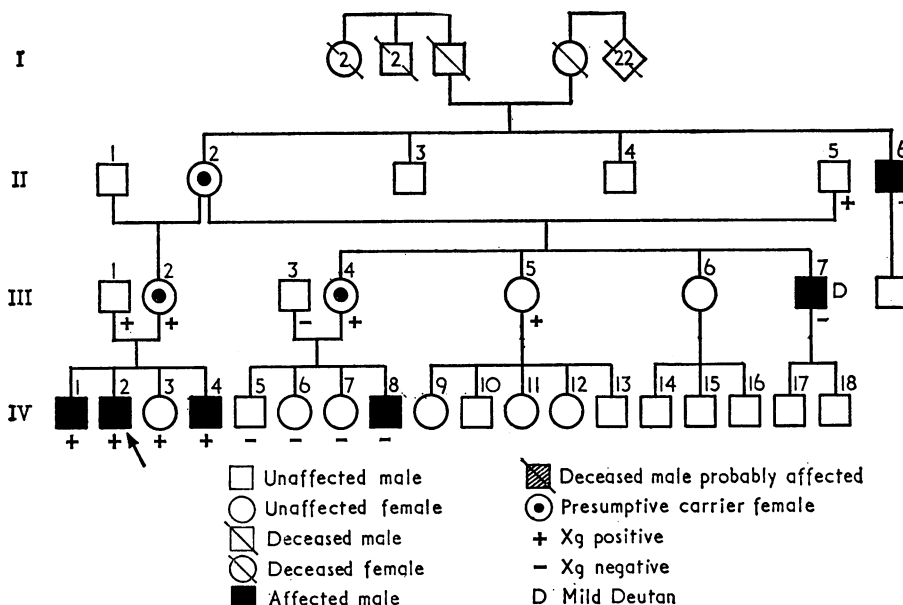 I
2 2 22
1 2 3 4 5 6
II
+ -
1 2 3 4 5 6 7
III D
+ + - + + -
1 2 3 4 5 6 7 8 9 10 11 12 13 14 15 16 17 18
IV
+ + + + - - - -
Unaffected male
Unaffected female
Deceased male
Deceased female
Affected male
Deceased male probably affected
Presumptive carrier female
+ Xg positive
- Xg negative
D Mild Deutan